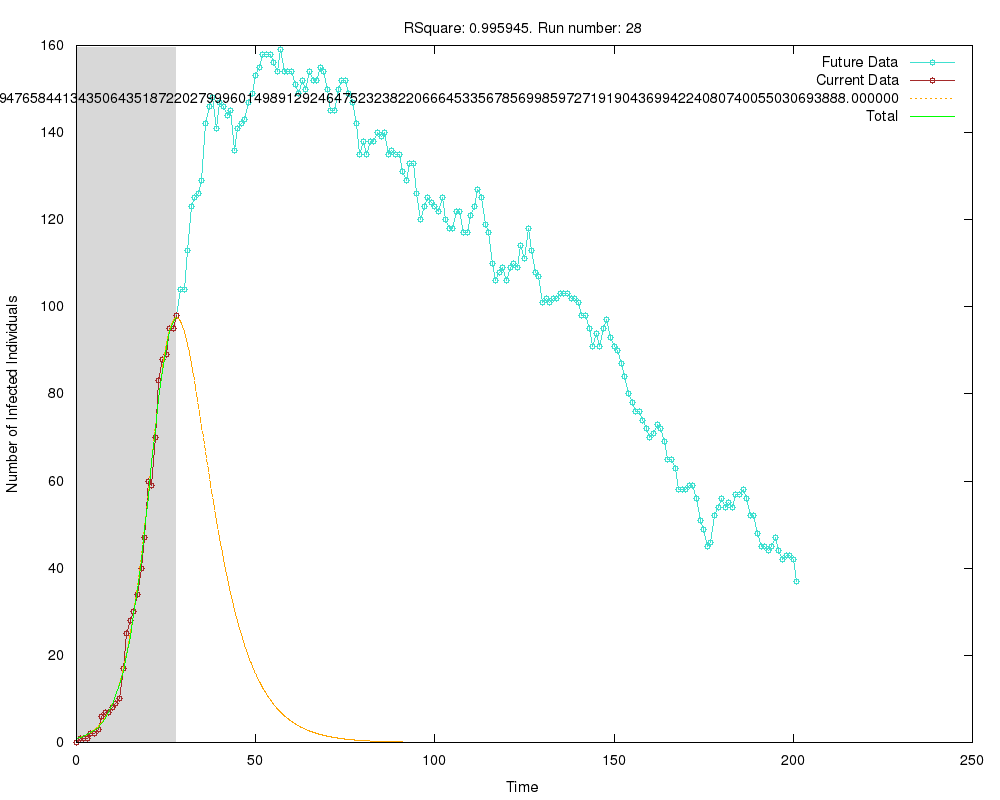 RSquare: 0.995945. Run number: 28
160
140
120
100
80
60
40
20
0
Future Data
Current Data
Total
Number of Infected Individuals
0
50
100
150
200
250
Time